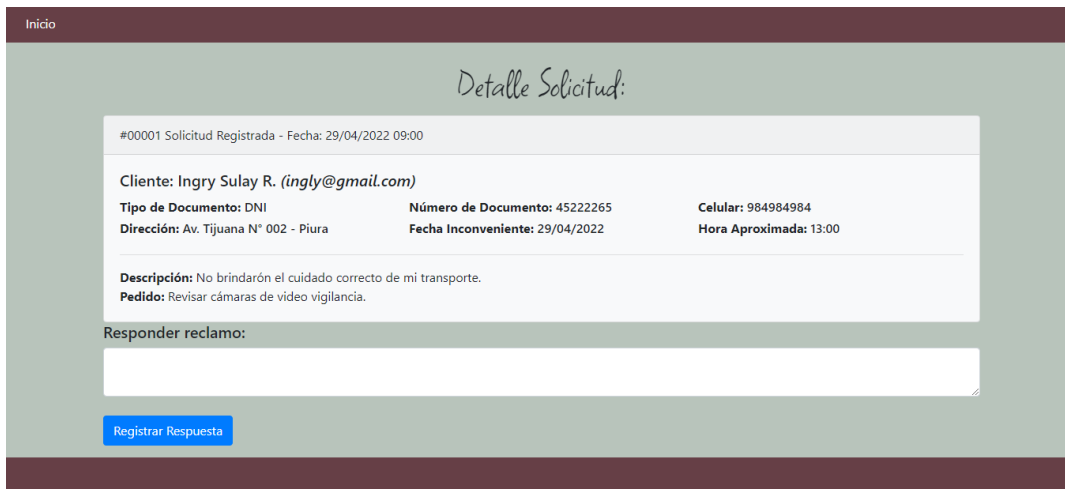 Inicio
Detalle Solicitud:
#00001 Solicitud Registrada - Fecha: 29/04/2022 09:00
Cliente: Ingry Sulay R. (ingly@gmail.com)
Tipo de Documento: DNI Número de Documento: 45222265 Celular: 984984984
Dirección: Av. Tijuana N° 002 - Piura Fecha Inconveniente: 29/04/2022 Hora Aproximada: 13:00
Descripción: No brindarón el cuidado correcto de mi transporte.
Pedido: Revisar cámaras de video vigilancia.
Responder reclamo:
Registrar Respuesta